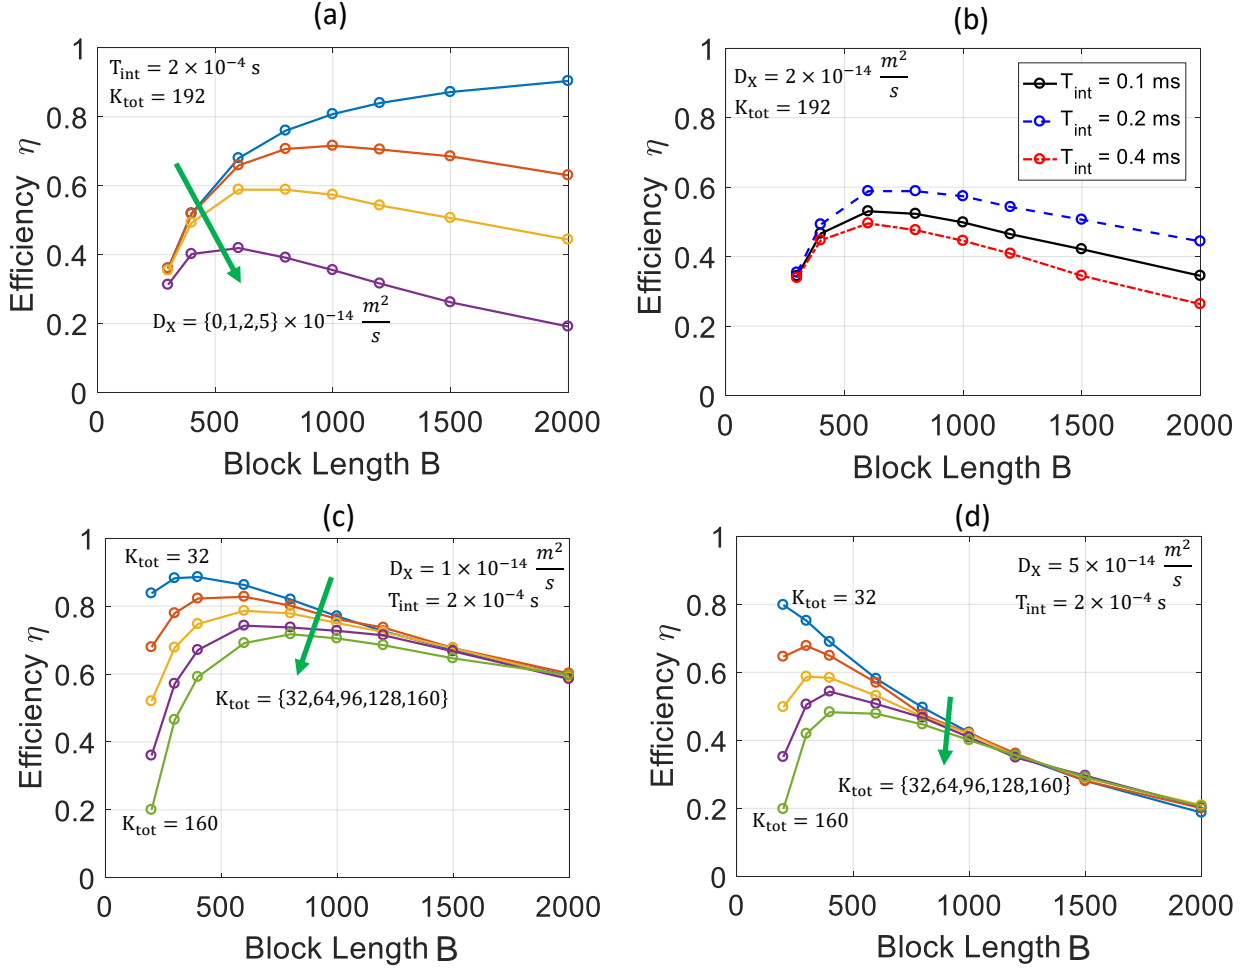 (a)
1
0.8
0.6
0.4
0.2
0
Efficiency η
T_int = 2 × 10^−4 s
K_tot = 192
D_X = {0,1,2,5} × 10^−14 m^2/s
0 500 1000 1500 2000
Block Length B
(b)
1
0.8
0.6
0.4
0.2
0
Efficiency η
D_X = 2 × 10^−14 m^2/s
K_tot = 192
T_int = 0.1 ms
T_int = 0.2 ms
T_int = 0.4 ms
0 500 1000 1500 2000
Block Length B
(c)
1
0.8
0.6
0.4
0.2
0
Efficiency η
K_tot = 32
D_X = 1 × 10^−14 m^2/s
T_int = 2 × 10^−4 s
K_tot = {32,64,96,128,160}
K_tot = 160
0 500 1000 1500 2000
Block Length B
(d)
1
0.8
0.6
0.4
0.2
0
Efficiency η
D_X = 5 × 10^−14 m^2/s
T_int = 2 × 10^−4 s
K_tot = 32
K_tot = {32,64,96,128,160}
K_tot = 160
0 500 1000 1500 2000
Block Length B